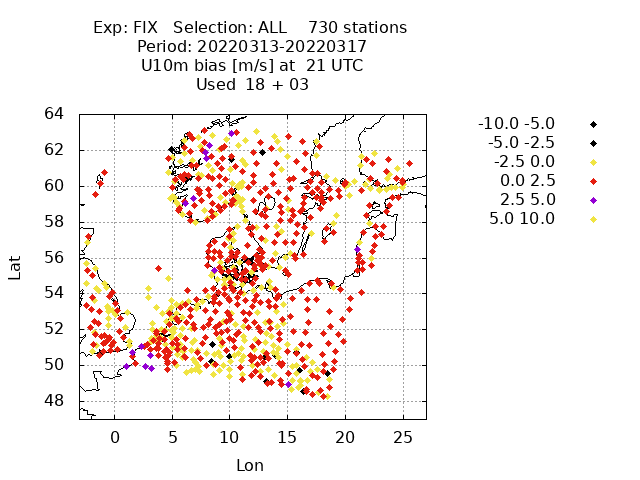 Exp: FIX   Selection: ALL    730 stations
Period: 20220313-20220317
U10m bias [m/s] at  21 UTC
Used  18 + 03
64
62
60
58
56
54
52
50
48
Lat
0 5 10 15 20 25
Lon
-10.0 -5.0
-5.0 -2.5
-2.5 0.0
0.0 2.5
2.5 5.0
5.0 10.0